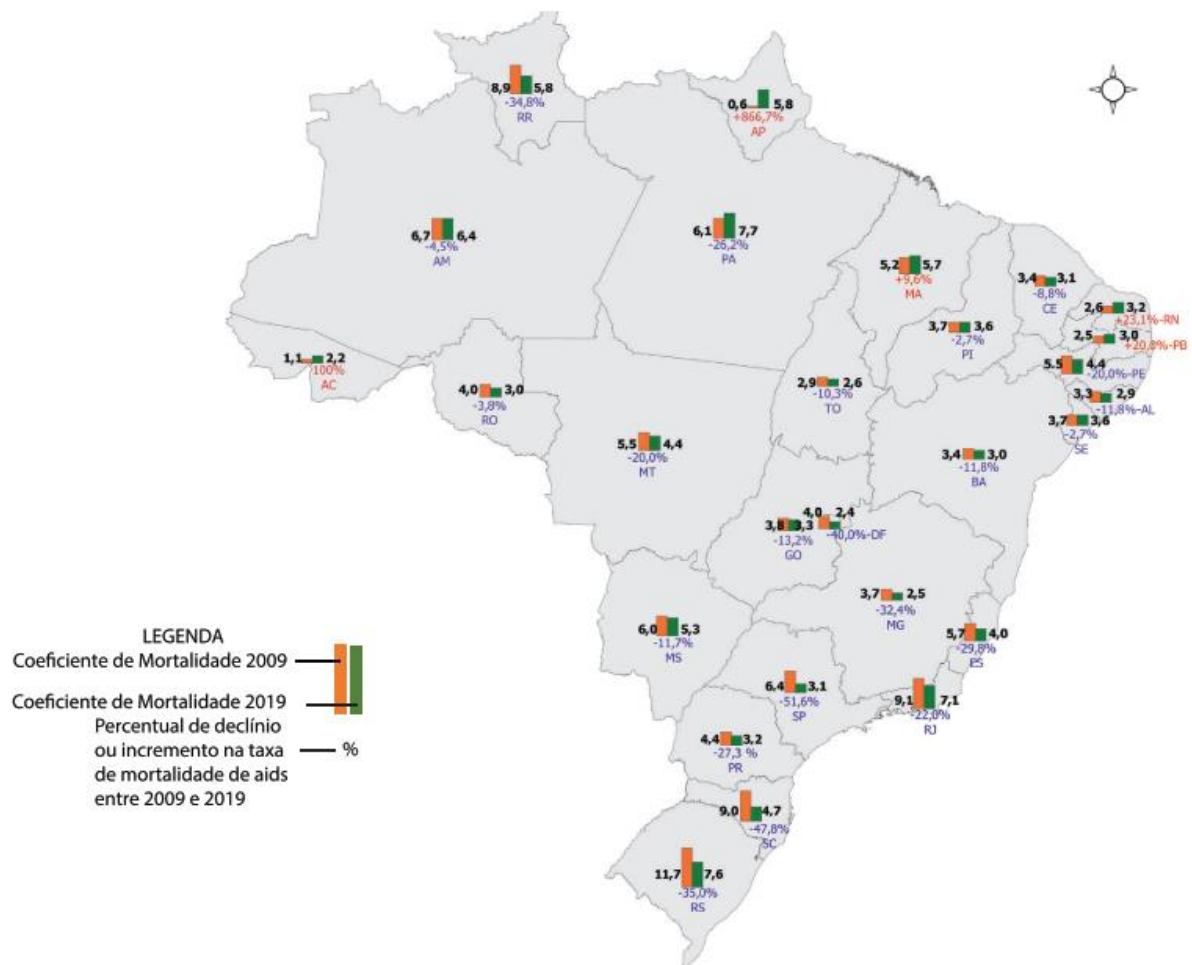 8,9 5,8
-34,8%
RR
0,6 5,8
+866,7%
AP
6,7 6,4
-4,5%
AM
6,1 7,7
-26,2%
PA
5,2 5,7
+9,6%
MA
3,4 3,1
-8,8%
CE
2,6 3,2
+23,1%-RN
2,5 3,0
+20,0%-PB
3,7 3,6
-2,7%
PI
5,5 4,4
-20,0%-PE
3,3 2,9
-11,8%-AL
3,7 3,6
-2,7%
SE
1,1 2,2
100%
AC
4,0 3,0
-3,8%
RO
2,9 2,6
-10,3%
TO
5,5 4,4
-20,0%
MT
3,4 3,0
-11,8%
BA
3,8 3,3
-13,2%
GO
4,0 2,4
-40,0%-DF
3,7 2,5
-32,4%
MG
5,7 4,0
-29,8%
ES
6,0 5,3
-11,7%
MS
6,4 3,1
-51,6%
SP
9,1 7,1
-22,0%
RJ
4,4 3,2
-27,3 %
PR
9,0 4,7
-47,8%
SC
11,7 7,6
-35,0%
RS
LEGENDA
Coeficiente de Mortalidade 2009
Coeficiente de Mortalidade 2019
Percentual de declínio
ou incremento na taxa %
de mortalidade de aids
entre 2009 e 2019